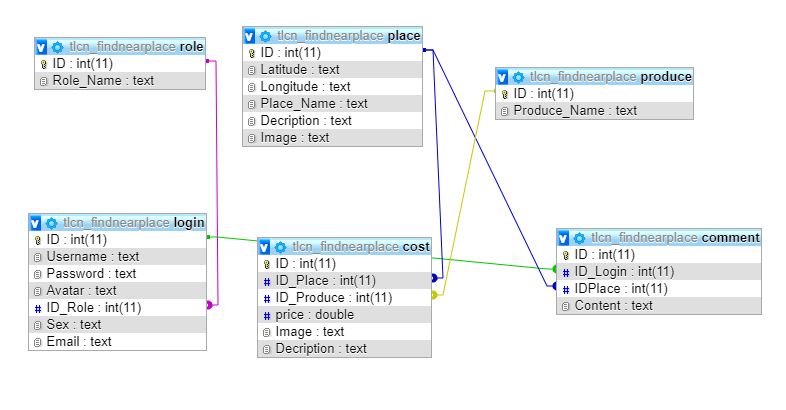 tlcn_findnearplace role
ID : int(11)
Role_Name : text
tlcn_findnearplace place
ID : int(11)
Latitude : text
Longitude : text
Place_Name : text
Decription : text
Image : text
tlcn_findnearplace produce
ID : int(11)
Produce_Name : text
tlcn_findnearplace login
ID : int(11)
Username : text
Password : text
Avatar : text
# ID_Role : int(11)
Sex : text
Email : text
tlcn_findnearplace cost
ID : int(11)
# ID_Place : int(11)
# ID_Produce : int(11)
# price : double
Image : text
Decription : text
tlcn_findnearplace comment
ID : int(11)
# ID_Login : int(11)
# IDPlace : int(11)
Content : text